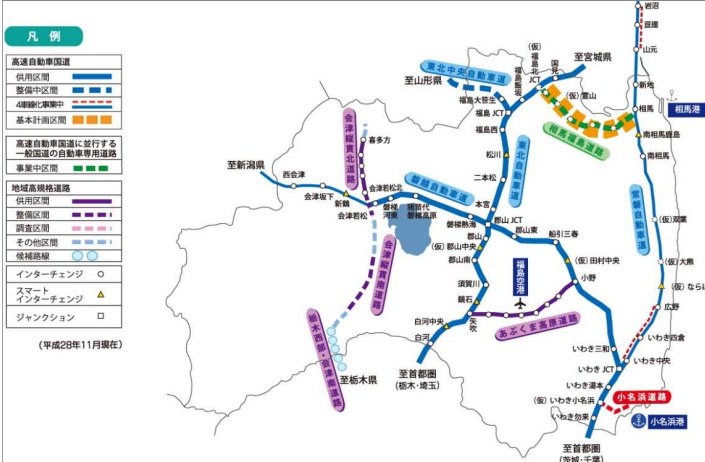 凡 例
高速自動車国道
供用区間
整備中区間
4車線化事業中
基本計画区間
高速自動車国道に並行する
一般国道の自動車専用道路
事業中区間
地域高規格道路
供用区間
整備区間
調査区間
その他区間
候補路線
インターチェンジ
スマート
インターチェンジ
ジャンクション
（平成28年11月現在）
岩沼
亘理
山元
新地
相馬
相馬港
南相馬鹿島
南相馬
常磐自動車道
(仮)双葉
(仮)大熊
(仮)ならは
広野
いわき四倉
いわき中央
いわき三和
いわきJCT
いわき湯本
(仮)いわき小名浜
小名浜道路
いわき勿来
小名浜港
至首都圏
(茨城・千葉)
至宮城県
国見
(仮)
福島北JCT
福島飯坂
(仮)霊山
相馬福島道路
東北中央自動車道
至山形県
福島大笹生
福島JCT
福島西
松川
東北自動車道
二本松
本宮
郡山JCT
郡山東
船引三春
(仮)田村中央
小野
郡山
(仮)郡山中央
郡山南
須賀川
鏡石
矢吹
福島空港
あぶくま高原道路
白河中央
白河
至首都圏
(栃木・埼玉)
会津縦貫北道路
喜多方
至新潟県
西会津
会津坂下
新鶴
会津若松
会津若松北
磐梯
河東
猪苗代
磐梯高原
磐越自動車道
磐梯熱海
会津縦貫南道路
栃木西部・会津南道路
至栃木県